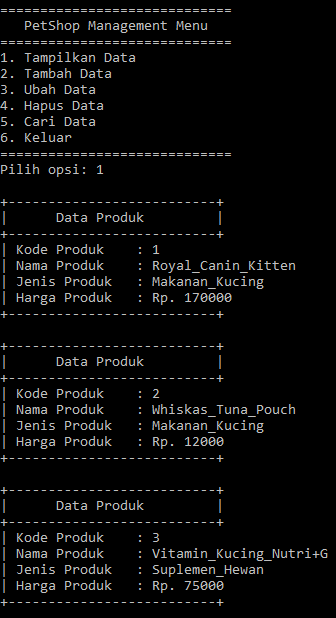 =============================
   PetShop Management Menu
=============================
1. Tampilkan Data
2. Tambah Data
3. Ubah Data
4. Hapus Data
5. Cari Data
6. Keluar
=============================
Pilih opsi: 1

+--------------------------+
|      Data Produk         |
+--------------------------+
| Kode Produk    : 1
| Nama Produk    : Royal_Canin_Kitten
| Jenis Produk   : Makanan_Kucing
| Harga Produk   : Rp. 170000
+--------------------------+

+--------------------------+
|      Data Produk         |
+--------------------------+
| Kode Produk    : 2
| Nama Produk    : Whiskas_Tuna_Pouch
| Jenis Produk   : Makanan_Kucing
| Harga Produk   : Rp. 12000
+--------------------------+

+--------------------------+
|      Data Produk         |
+--------------------------+
| Kode Produk    : 3
| Nama Produk    : Vitamin_Kucing_Nutri+G
| Jenis Produk   : Suplemen_Hewan
| Harga Produk   : Rp. 75000
+--------------------------+